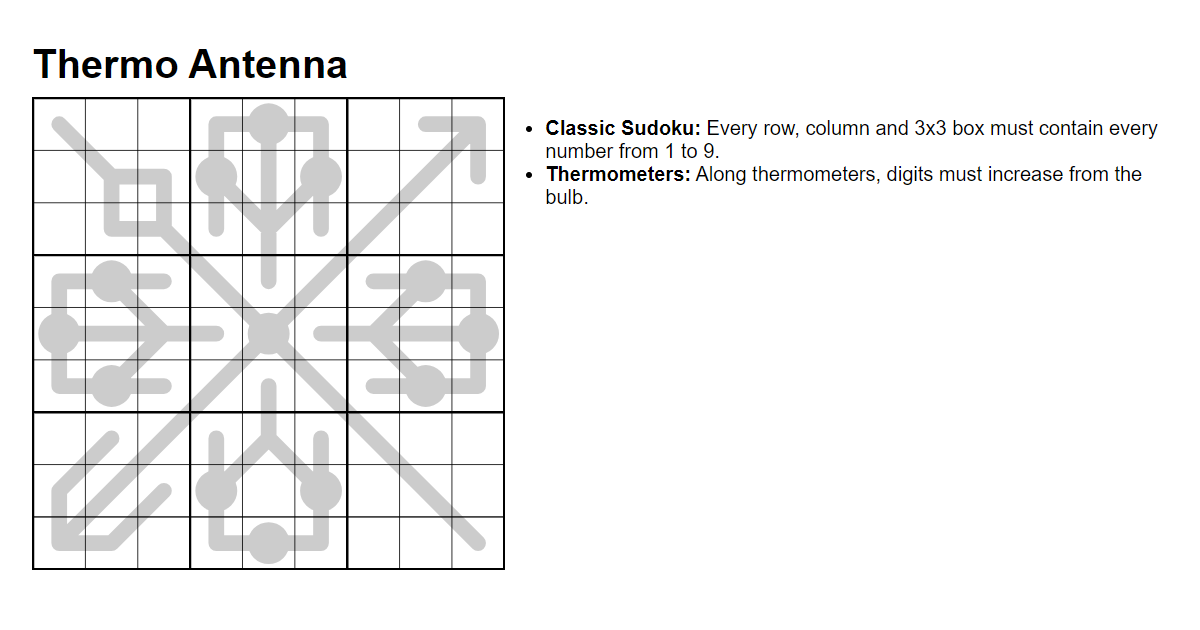 Thermo Antenna
• Classic Sudoku: Every row, column and 3x3 box must contain every
number from 1 to 9.
• Thermometers: Along thermometers, digits must increase from the
bulb.